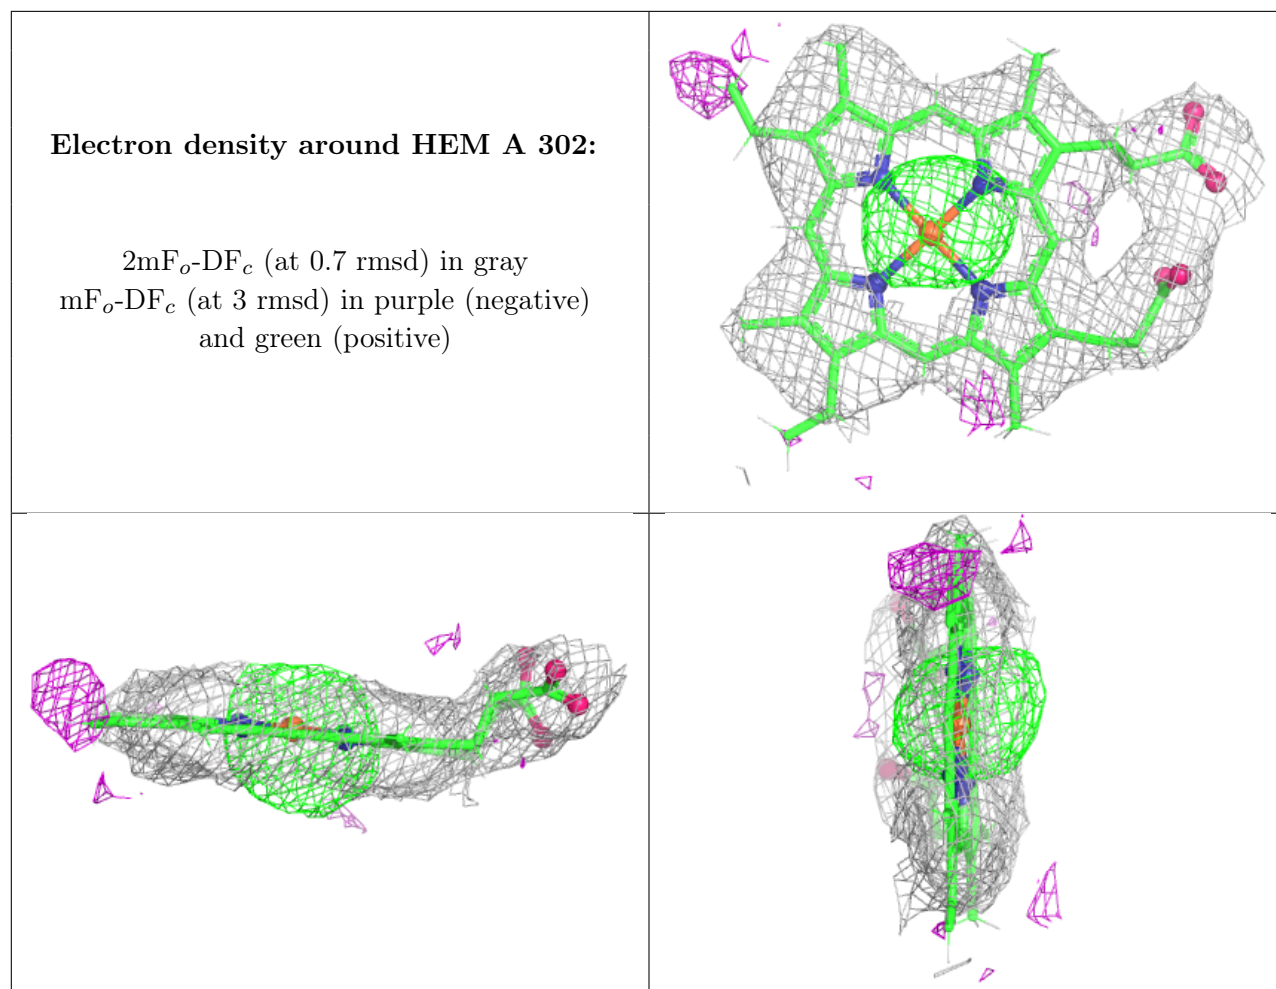 Electron density around HEM A 302:
2mFₒ-DF𝒸 (at 0.7 rmsd) in gray
mFₒ-DF𝒸 (at 3 rmsd) in purple (negative)
and green (positive)